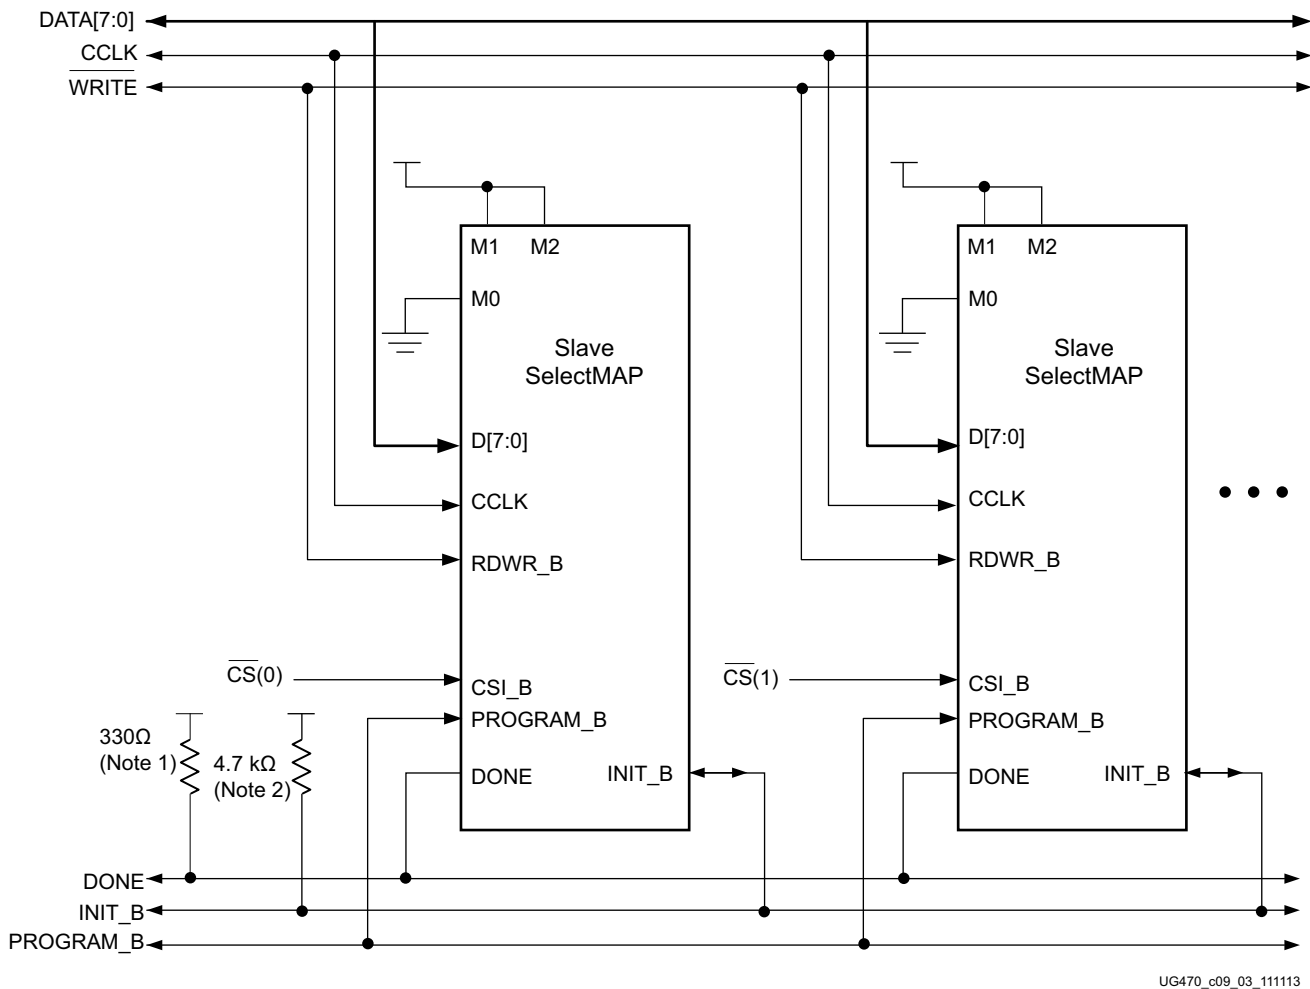 DATA[7:0]
CCLK
WRITE
M1 M2
M0
Slave
SelectMAP
D[7:0]
CCLK
RDWR_B
CS(0)
CSI_B
PROGRAM_B
DONE INIT_B
M1 M2
M0
Slave
SelectMAP
D[7:0]
CCLK
RDWR_B
CS(1)
CSI_B
PROGRAM_B
DONE INIT_B
330Ω
(Note 1)
4.7 kΩ
(Note 2)
DONE
INIT_B
PROGRAM_B
UG470_c09_03_111113